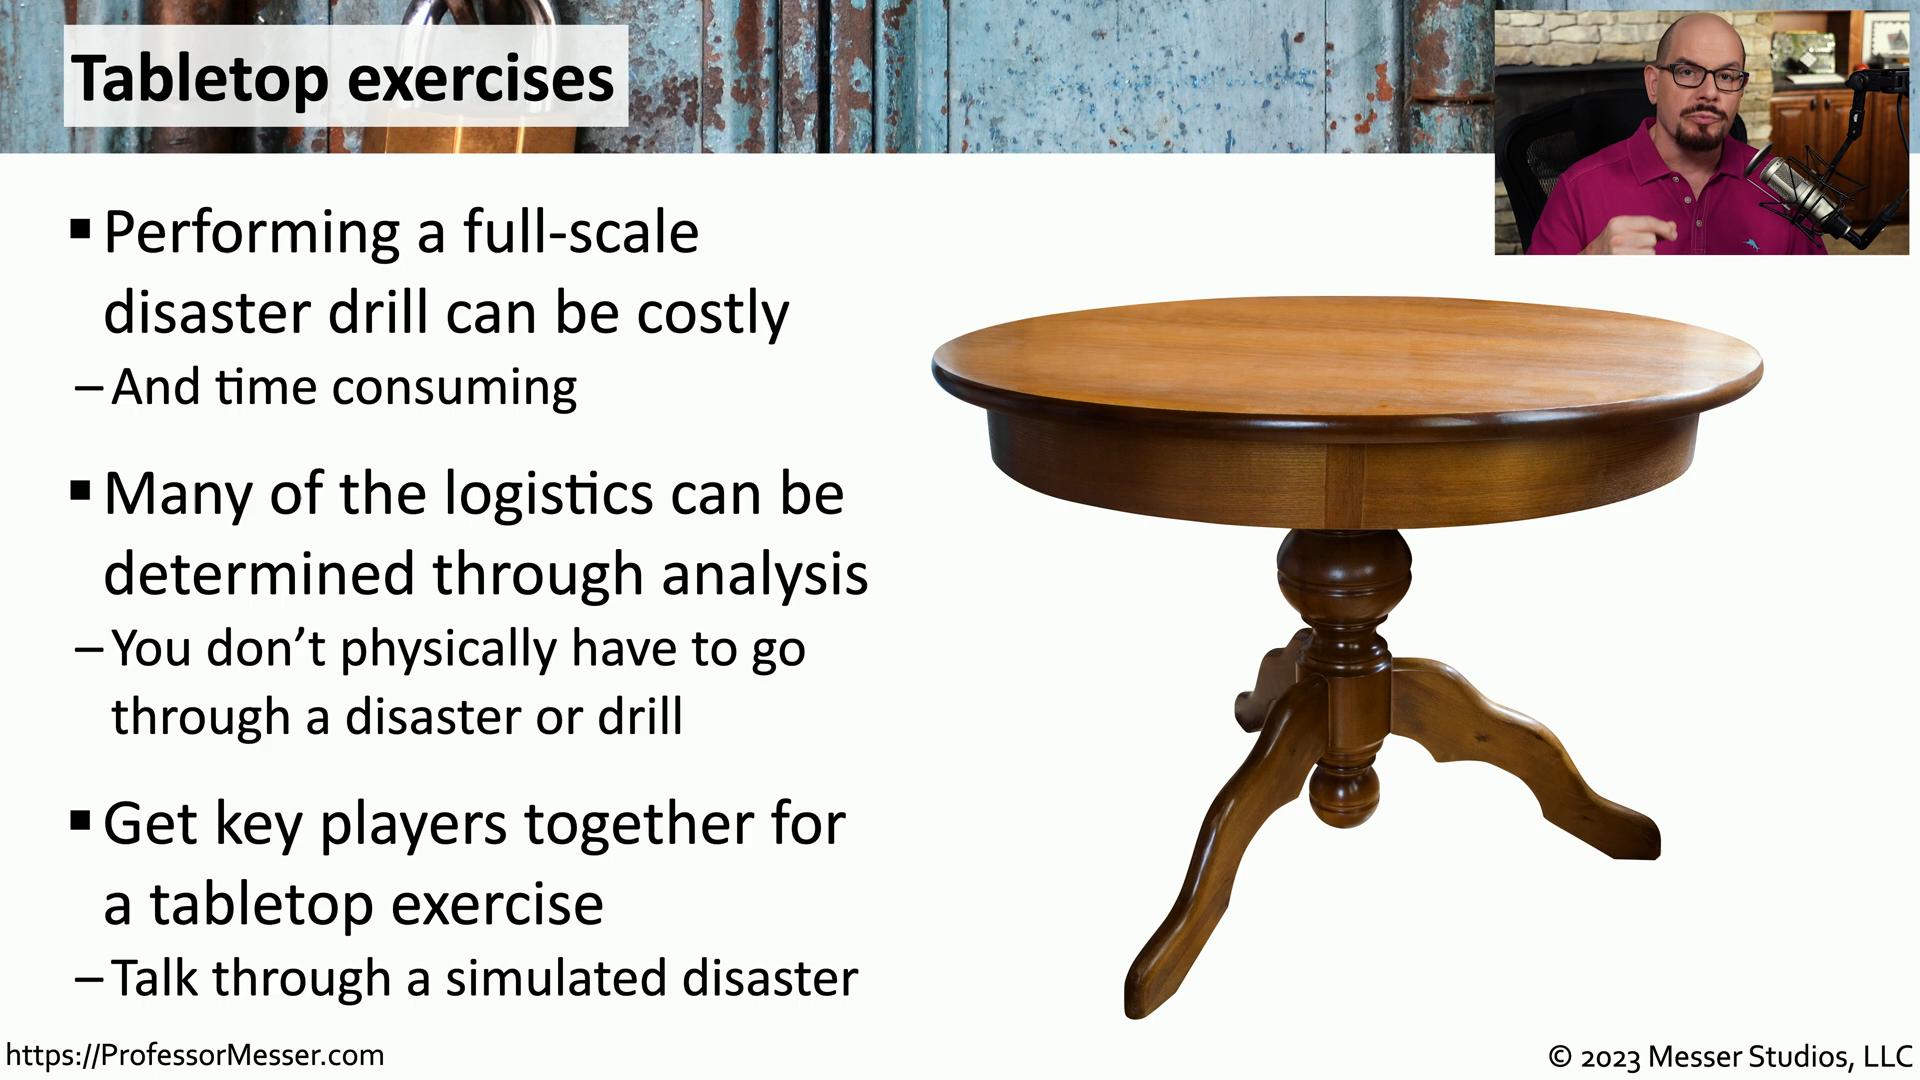 Tabletop exercises
▪ Performing a full-scale
disaster drill can be costly
– And time consuming
▪ Many of the logistics can be
determined through analysis
– You don’t physically have to go
through a disaster or drill
▪ Get key players together for
a tabletop exercise
– Talk through a simulated disaster
https://ProfessorMesser.com
© 2023 Messer Studios, LLC